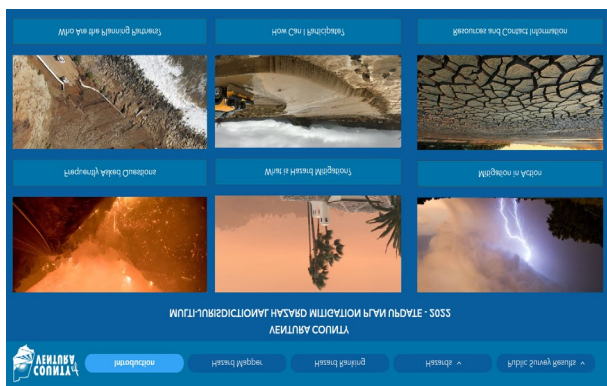 COUNTY of
VENTURA
Introduction
Hazard Mapper
Hazard Ranking
Hazards
Public Survey Results
VENTURA COUNTY
MULTI-JURISDICTIONAL HAZARD MITIGATION PLAN UPDATE - 2022
Frequently Asked Questions
What is Hazard Mitigation?
Mitigation in Action
Who Are the Planning Partners?
How Can I Participate?
Resources and Contact Information